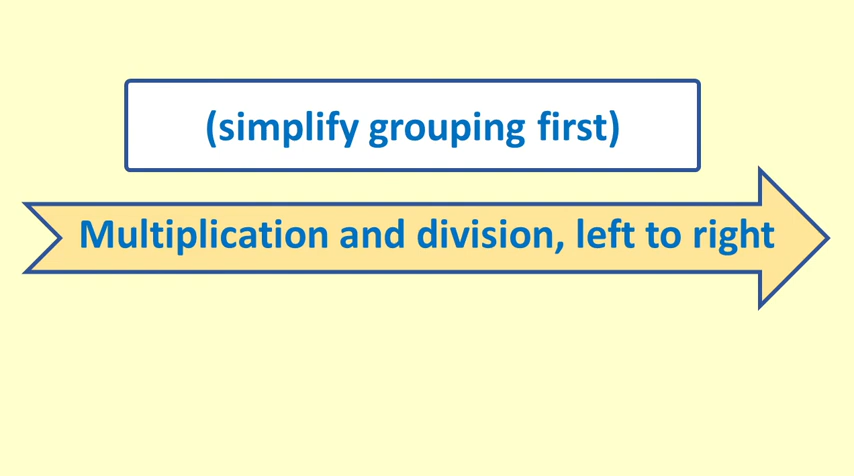 (simplify grouping first)
Multiplication and division, left to right